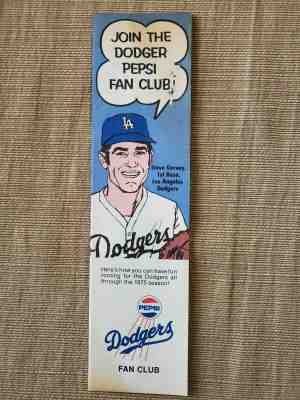 JOIN THE
DODGER
PEPSI
FAN CLUB!
LA
Steve Garvey,
1st Base,
Los Angeles
Dodgers
Dodgers
Here's how you can have fun
rooting for the Dodgers all
through the 1975 season!
PEPSI
Dodgers
FAN CLUB